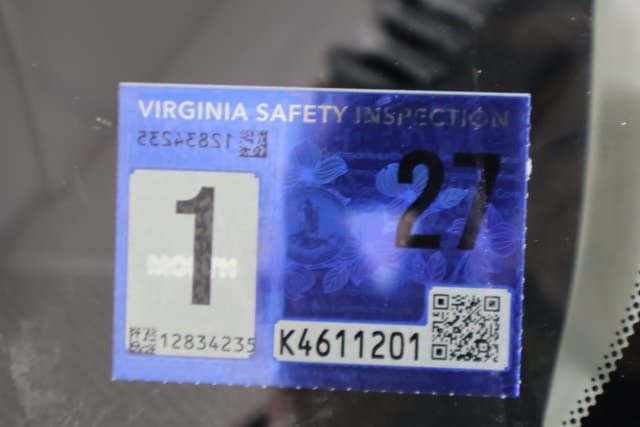 VIRGINIA SAFETY INSPECTION
12834235
1
MONTH
27
12834235
K4611201